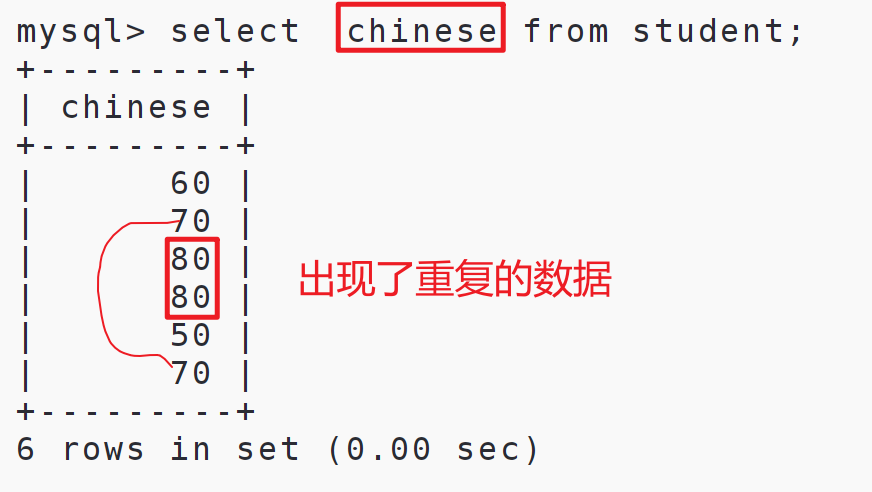 mysql> select chinese from student;
+---------+
| chinese |
+---------+
|      60 |
|      70 |
|      80 |
|      80 |
|      50 |
|      70 |
+---------+
出现了重复的数据
6 rows in set (0.00 sec)